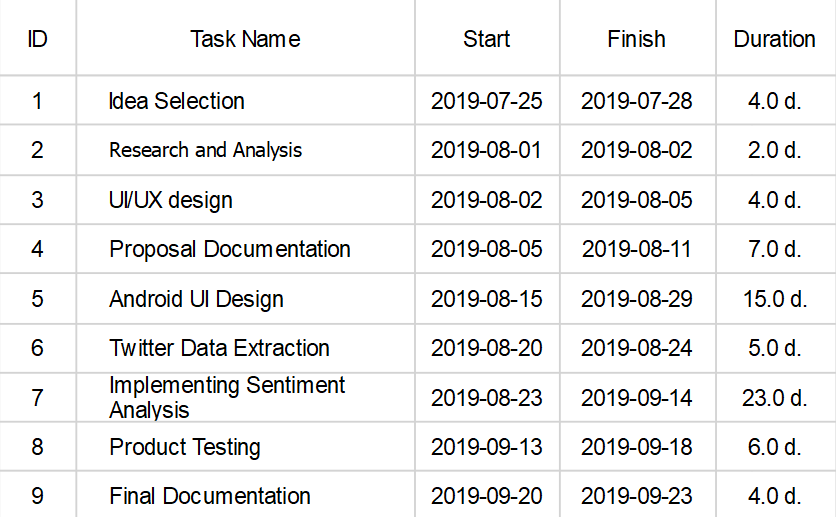 ID Task Name Start Finish Duration
1 Idea Selection 2019-07-25 2019-07-28 4.0 d.
2 Research and Analysis 2019-08-01 2019-08-02 2.0 d.
3 UI/UX design 2019-08-02 2019-08-05 4.0 d.
4 Proposal Documentation 2019-08-05 2019-08-11 7.0 d.
5 Android UI Design 2019-08-15 2019-08-29 15.0 d.
6 Twitter Data Extraction 2019-08-20 2019-08-24 5.0 d.
7 Implementing Sentiment
Analysis 2019-08-23 2019-09-14 23.0 d.
8 Product Testing 2019-09-13 2019-09-18 6.0 d.
9 Final Documentation 2019-09-20 2019-09-23 4.0 d.